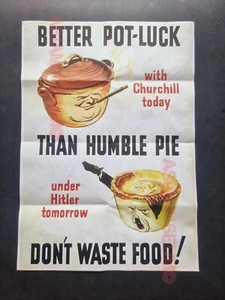 BETTER POT-LUCK
with
Churchill
today
THAN HUMBLE PIE
under
Hitler
tomorrow
DON'T WASTE FOOD!